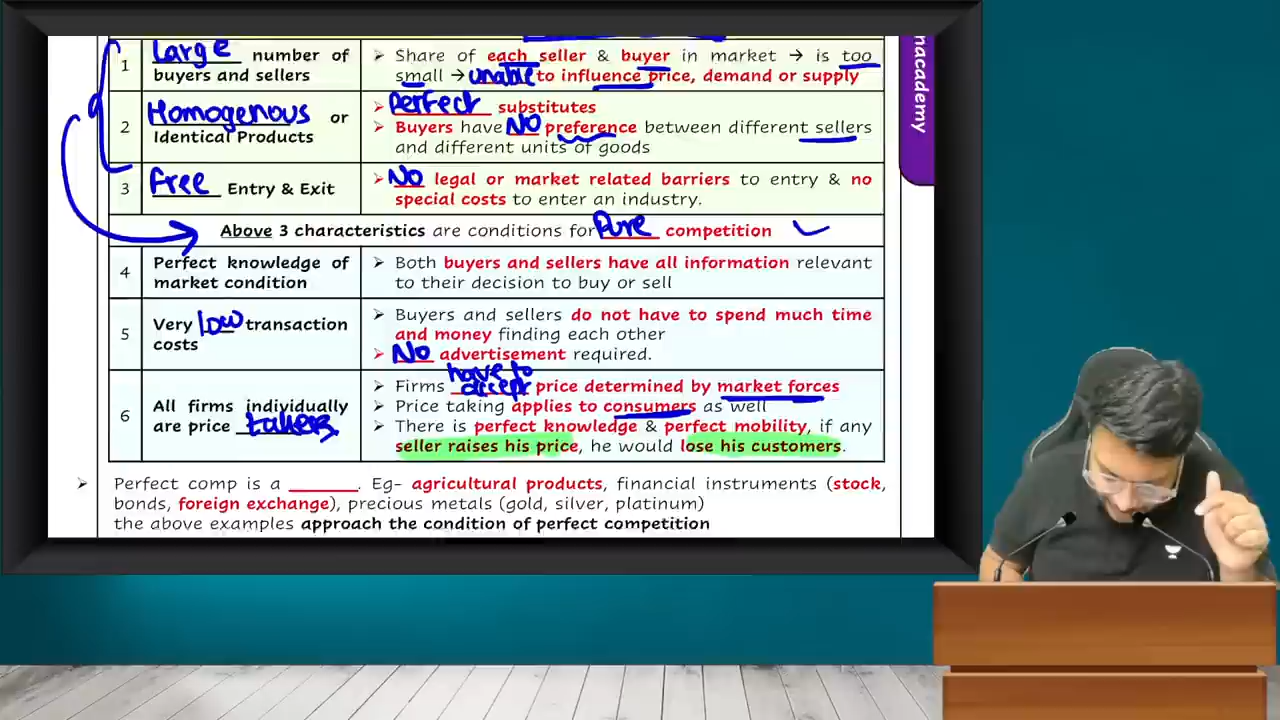 1
Large number of
buyers and sellers
➤ Share of each seller & buyer in market → is too
small → unable to influence price, demand or supply
2
Homogenous or
Identical Products
➤ Perfect substitutes
➤ Buyers have NO preference between different sellers
and different units of goods
3
Free Entry & Exit
➤ No legal or market related barriers to entry & no
special costs to enter an industry.
Above 3 characteristics are conditions for Pure competition
4
Perfect knowledge of
market condition
➤ Both buyers and sellers have all information relevant
to their decision to buy or sell
5
Very low transaction
costs
➤ Buyers and sellers do not have to spend much time
and money finding each other
➤ No advertisement required.
6
All firms individually
are price takers
➤ Firms have to accept price determined by market forces
➤ Price taking applies to consumers as well
➤ There is perfect knowledge & perfect mobility, if any
seller raises his price, he would lose his customers.
➤ Perfect comp is a ______. Eg- agricultural products, financial instruments (stock,
bonds, foreign exchange), precious metals (gold, silver, platinum)
the above examples approach the condition of perfect competition
nacademy